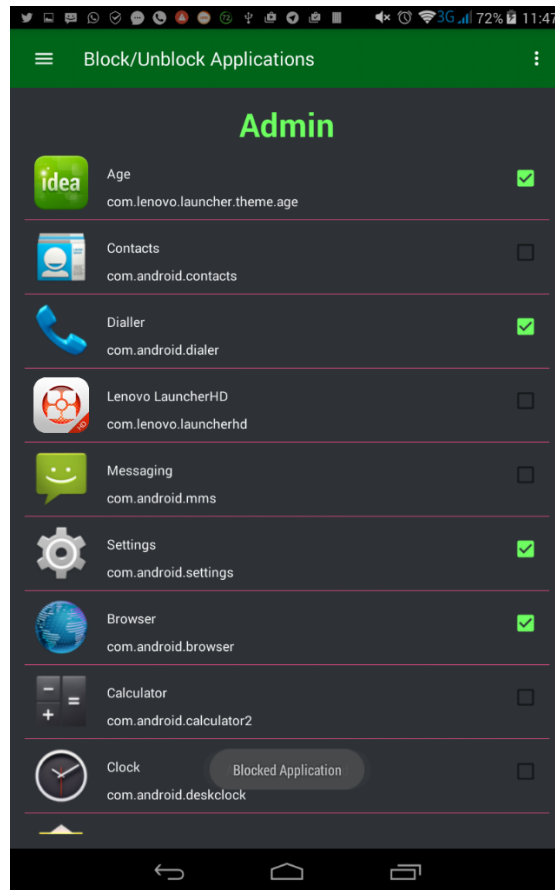 3G 72% 11:47
Block/Unblock Applications
Admin
idea
Age
com.lenovo.launcher.theme.age
Contacts
com.android.contacts
Dialler
com.android.dialer
Lenovo LauncherHD
com.lenovo.launcherhd
HD
Messaging
com.android.mms
Settings
com.android.settings
Browser
com.android.browser
Calculator
com.android.calculator2
Clock
Blocked Application
com.android.deskclock